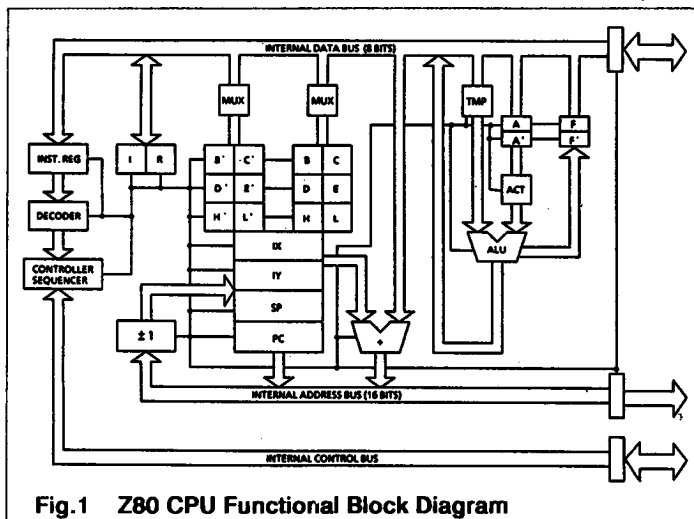 INTERNAL DATA BUS (8 BITS)
MUX
MUX
TMP
A
F
A'
F'
INST. REG
I
R
B'
C'
B
C
D'
E'
D
E
ACT
DECODER
H'
L'
H
L
IX
ALU
CONTROLLER
SEQUENCER
IY
SP
± 1
PC
+
INTERNAL ADDRESS BUS (16 BITS)
INTERNAL CONTROL BUS
Fig.1 Z80 CPU Functional Block Diagram